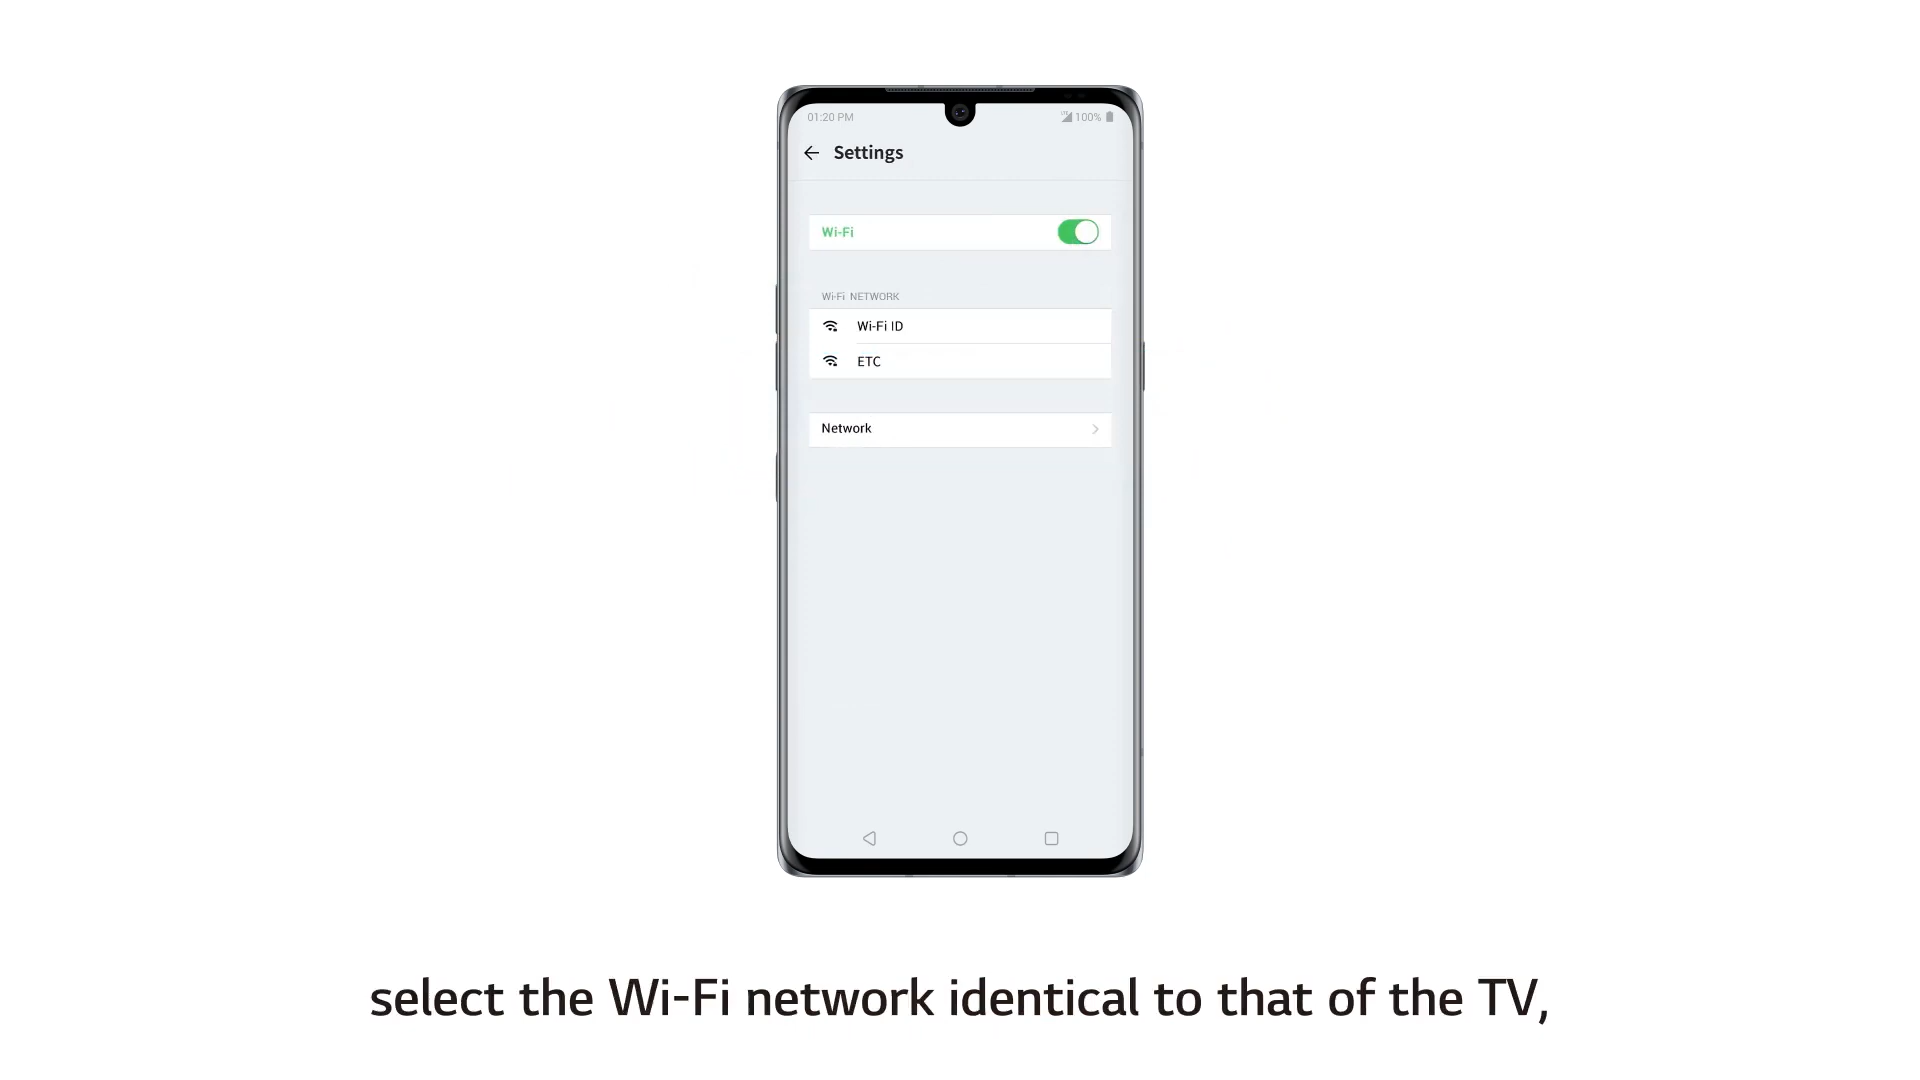 01:20 PM
100%
Settings
Wi-Fi
Wi-Fi NETWORK
Wi-Fi ID
ETC
Network
select the Wi-Fi network identical to that of the TV,